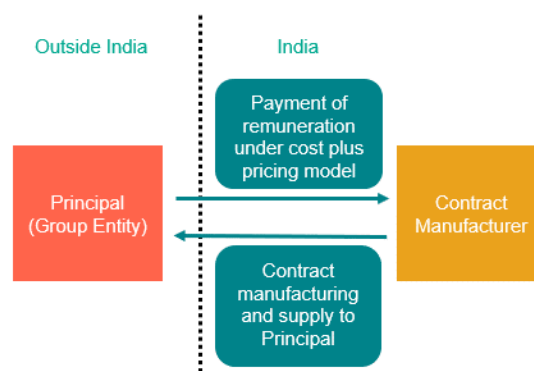 Outside India
India
Payment of
remuneration
under cost plus
pricing model
Principal
(Group Entity)
Contract
Manufacturer
Contract
manufacturing
and supply to
Principal